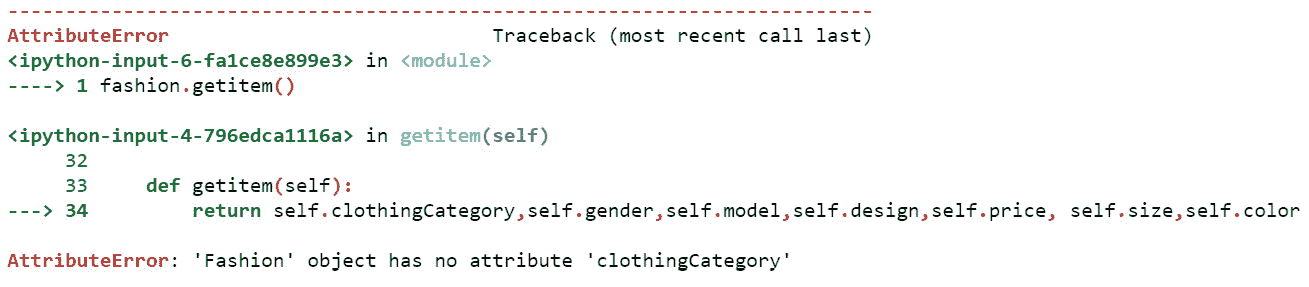 ---------------------------------------------------------------------------
AttributeError                            Traceback (most recent call last)
<ipython-input-6-fa1ce8e899e3> in <module>
----> 1 fashion.getitem()
<ipython-input-4-796edca1116a> in getitem(self)
     32
     33     def getitem(self):
---> 34         return self.clothingCategory,self.gender,self.model,self.design,self.price, self.size,self.color
AttributeError: 'Fashion' object has no attribute 'clothingCategory'